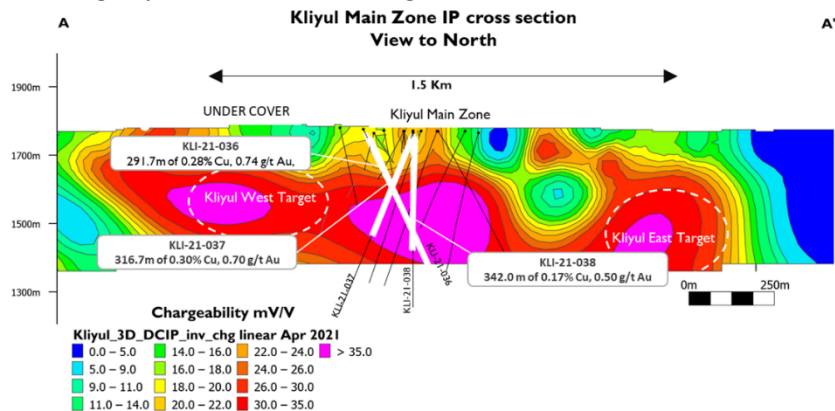 Kliyul Main Zone IP cross section
A
A'
View to North
1900m
1.5 Km
UNDER COVER
Kliyul Main Zone
KLI-21-036
291.7m of 0.28% Cu, 0.74 g/t Au,
1700m
Kliyul West Target
1500m
Kliyul East Target
KLI-21-037
316.7m of 0.30% Cu, 0.70 g/t Au
KLI-21-038
342.0 m of 0.17% Cu, 0.50 g/t Au
KLI-21-037
KLI-21-038
KLI-21-036
1300m
0m
250m
Chargeability mV/V
Kliyul_3D_DCIP_inv_chg linear Apr 2021
0.0 – 5.0 14.0 – 16.0 22.0 – 24.0 > 35.0
5.0 – 9.0 16.0 – 18.0 24.0 – 26.0
9.0 – 11.0 18.0 – 20.0 26.0 – 30.0
11.0 – 14.0 20.0 – 22.0 30.0 – 35.0